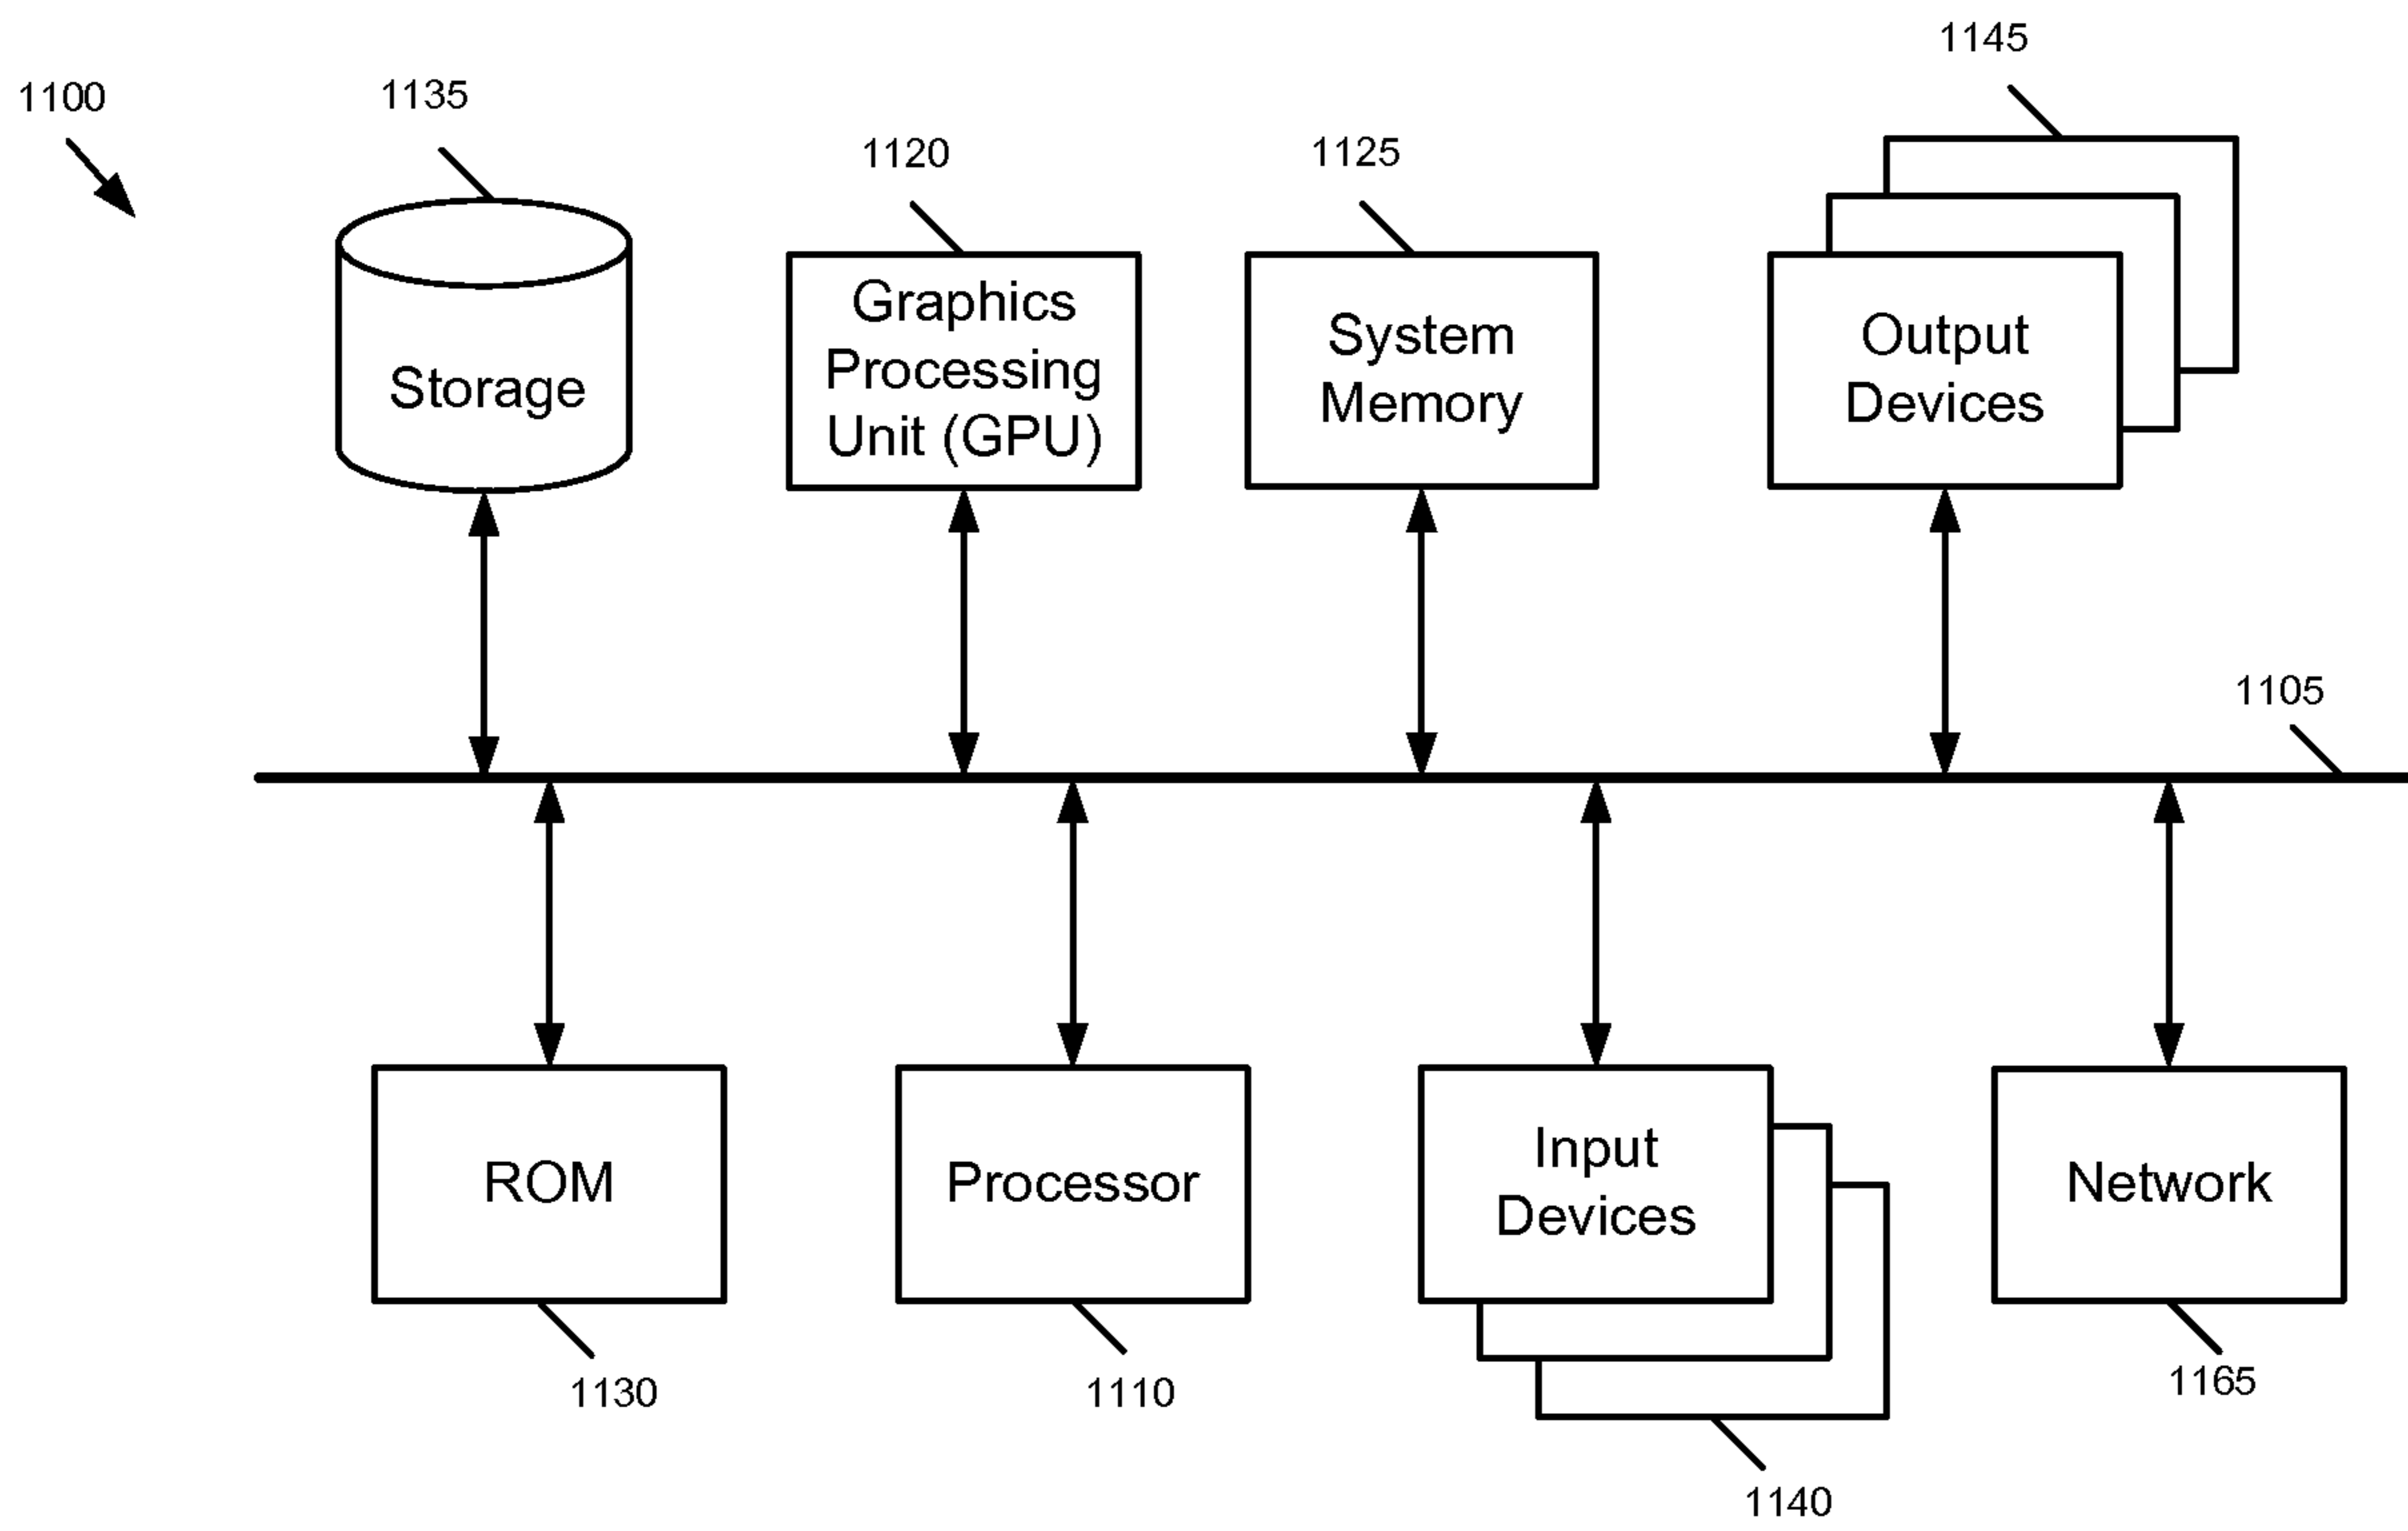 1145
1100
1135
1120
1125
Graphics
Processing
Unit (GPU)
System
Memory
Output
Devices
Storage
1105
ROM
Processor
Input
Devices
Network
1130
1110
1165
1140